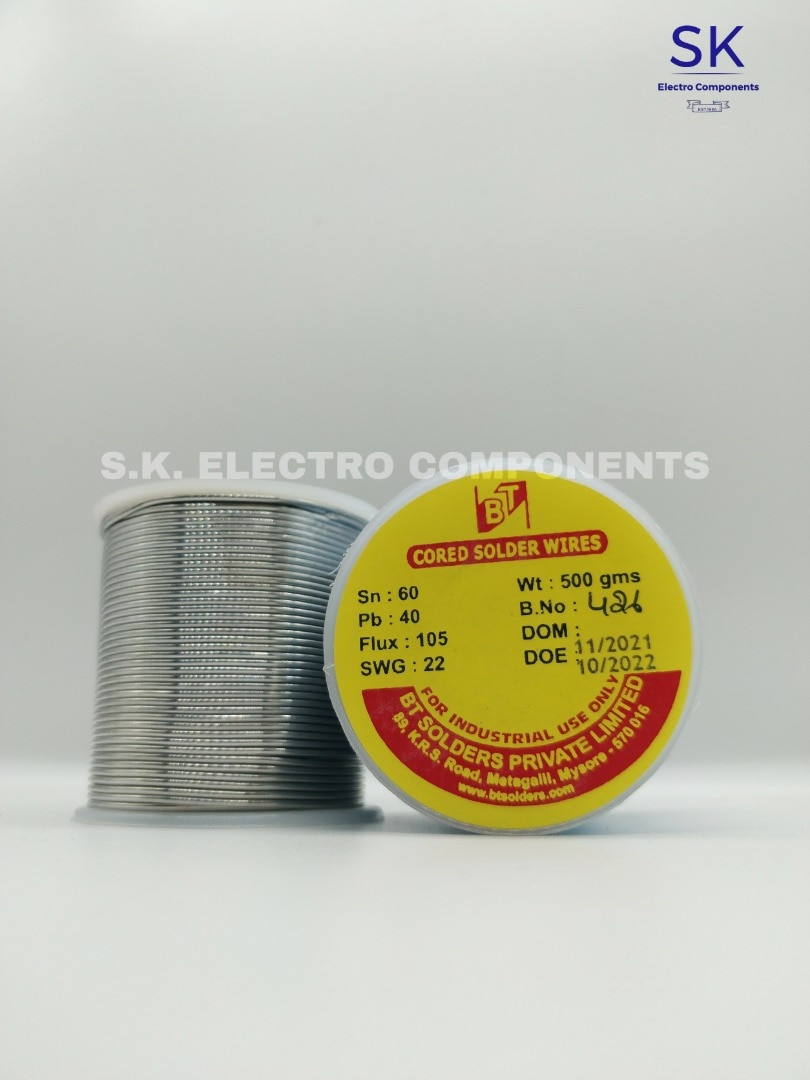 SK
Electro Components
S.K. ELECTRO COMPONENTS
BT
CORED SOLDER WIRES
Sn : 60
Pb : 40
Flux : 105
SWG : 22
Wt : 500 gms
B.No : 426
DOM : 11/2021
DOE : 10/2022
FOR INDUSTRIAL USE ONLY
BT SOLDERS PRIVATE LIMITED
89, K.R.S. Road, Metagalli, Mysore - 570 016
www.btsolders.com